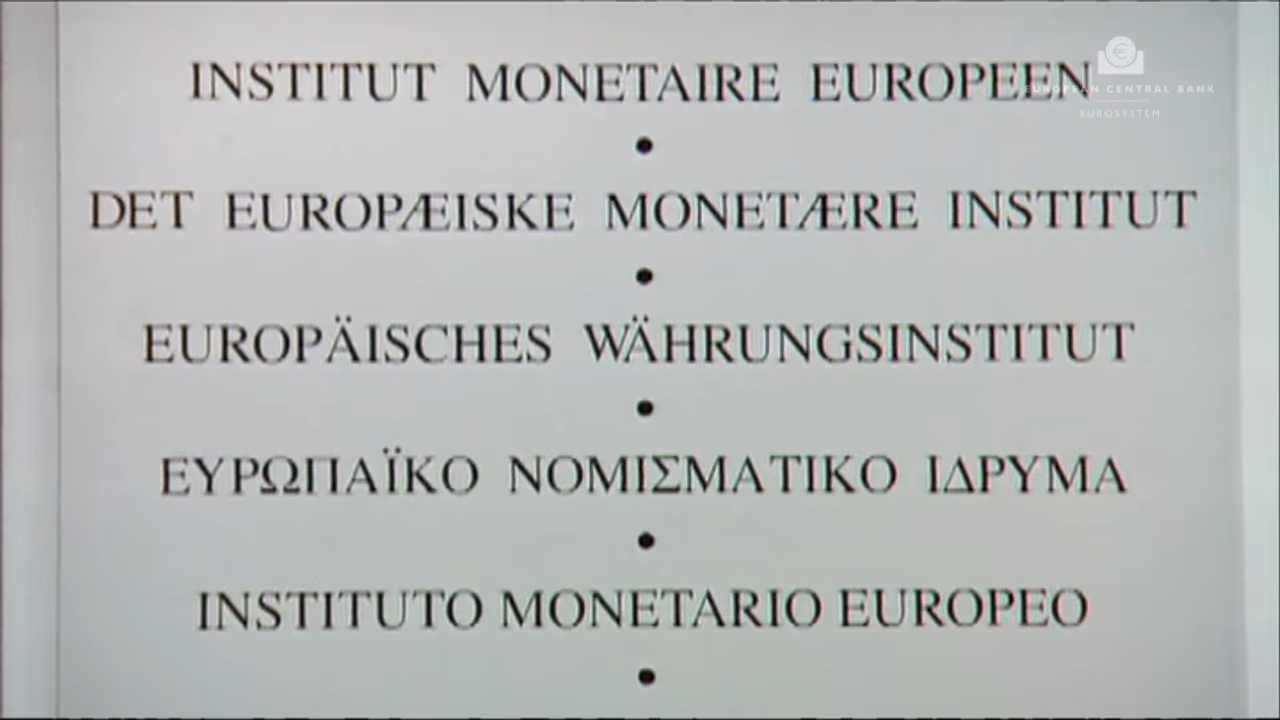 INSTITUT MONETAIRE EUROPEEN
EUROPEAN CENTRAL BANK
EUROSYSTEM
•
DET EUROPÆISKE MONETÆRE INSTITUT
•
EUROPÄISCHES WÄHRUNGSINSTITUT
•
ΕΥΡΩΠΑΪΚΟ ΝΟΜΙΣΜΑΤΙΚΟ ΙΔΡΥΜΑ
•
INSTITUTO MONETARIO EUROPEO
•